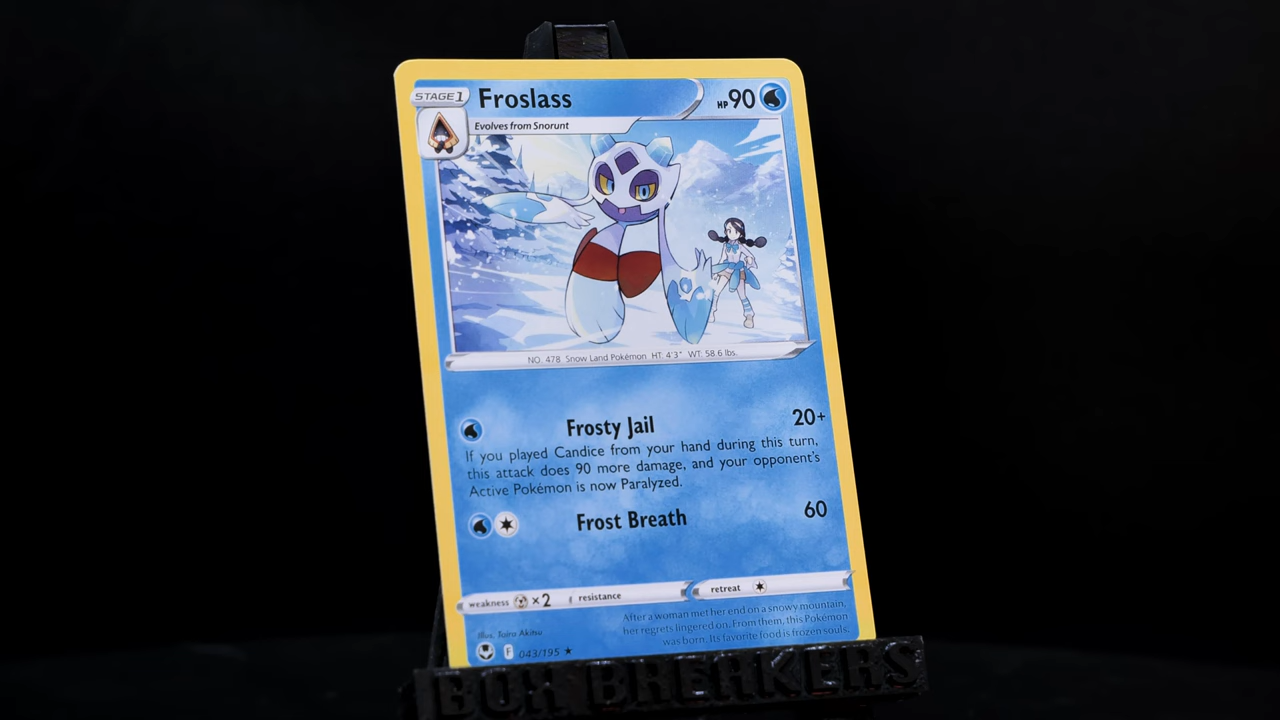 STAGE 1 Froslass HP 90
Evolves from Snorunt
NO. 478 Snow Land Pokémon HT: 4'3" WT: 58.6 lbs.
Frosty Jail 20+
If you played Candice from your hand during this turn,
this attack does 90 more damage, and your opponent's
Active Pokémon is now Paralyzed.
Frost Breath 60
weakness ×2 resistance retreat
After a woman met her end on a snowy mountain,
her regrets lingered on. From them, this Pokémon
was born. Its favorite food is frozen souls.
Illus. Taira Akitsu
F 043/195 ★
BOX BREAKERS